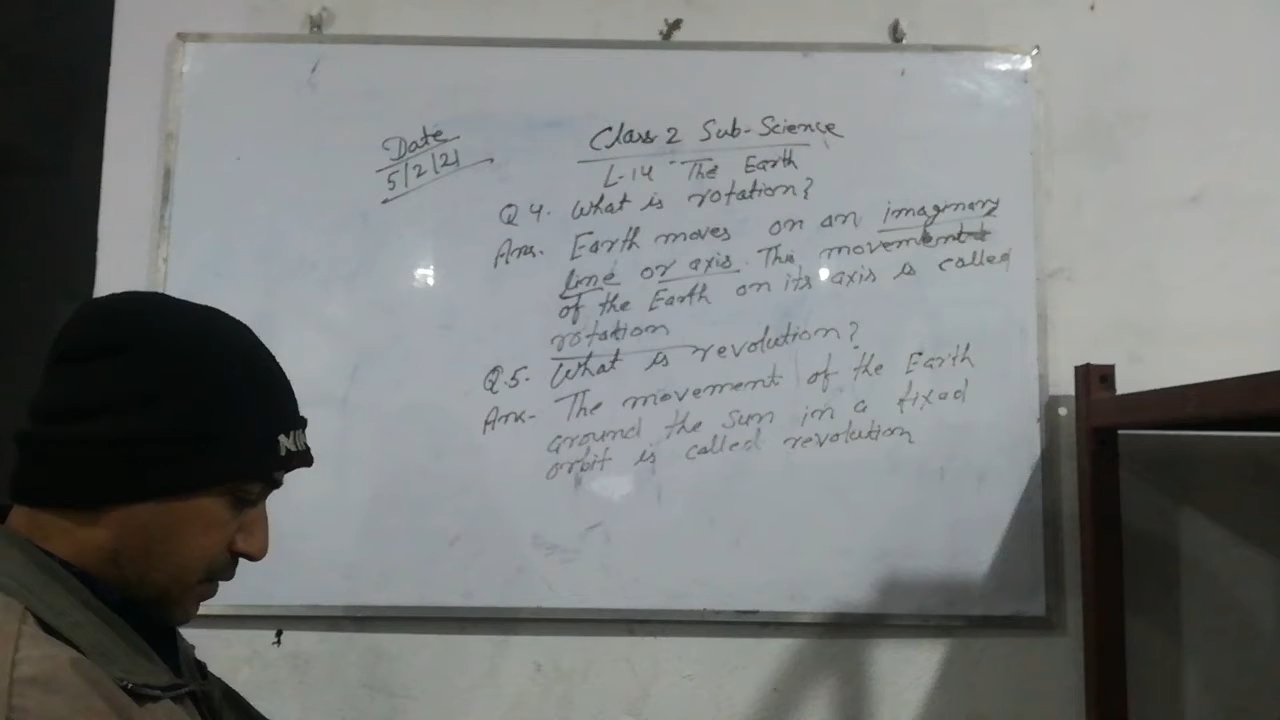 Date
5/2/21
Class 2 Sub-Science
L-14 The Earth
Q 4. What is rotation?
Ans. Earth moves on an imaginary
line or axis. This movement
of the Earth on its axis is called
rotation
Q.5. What is revolution?
Ans- The movement of the Earth
around the sun in a fixed
orbit is called revolution